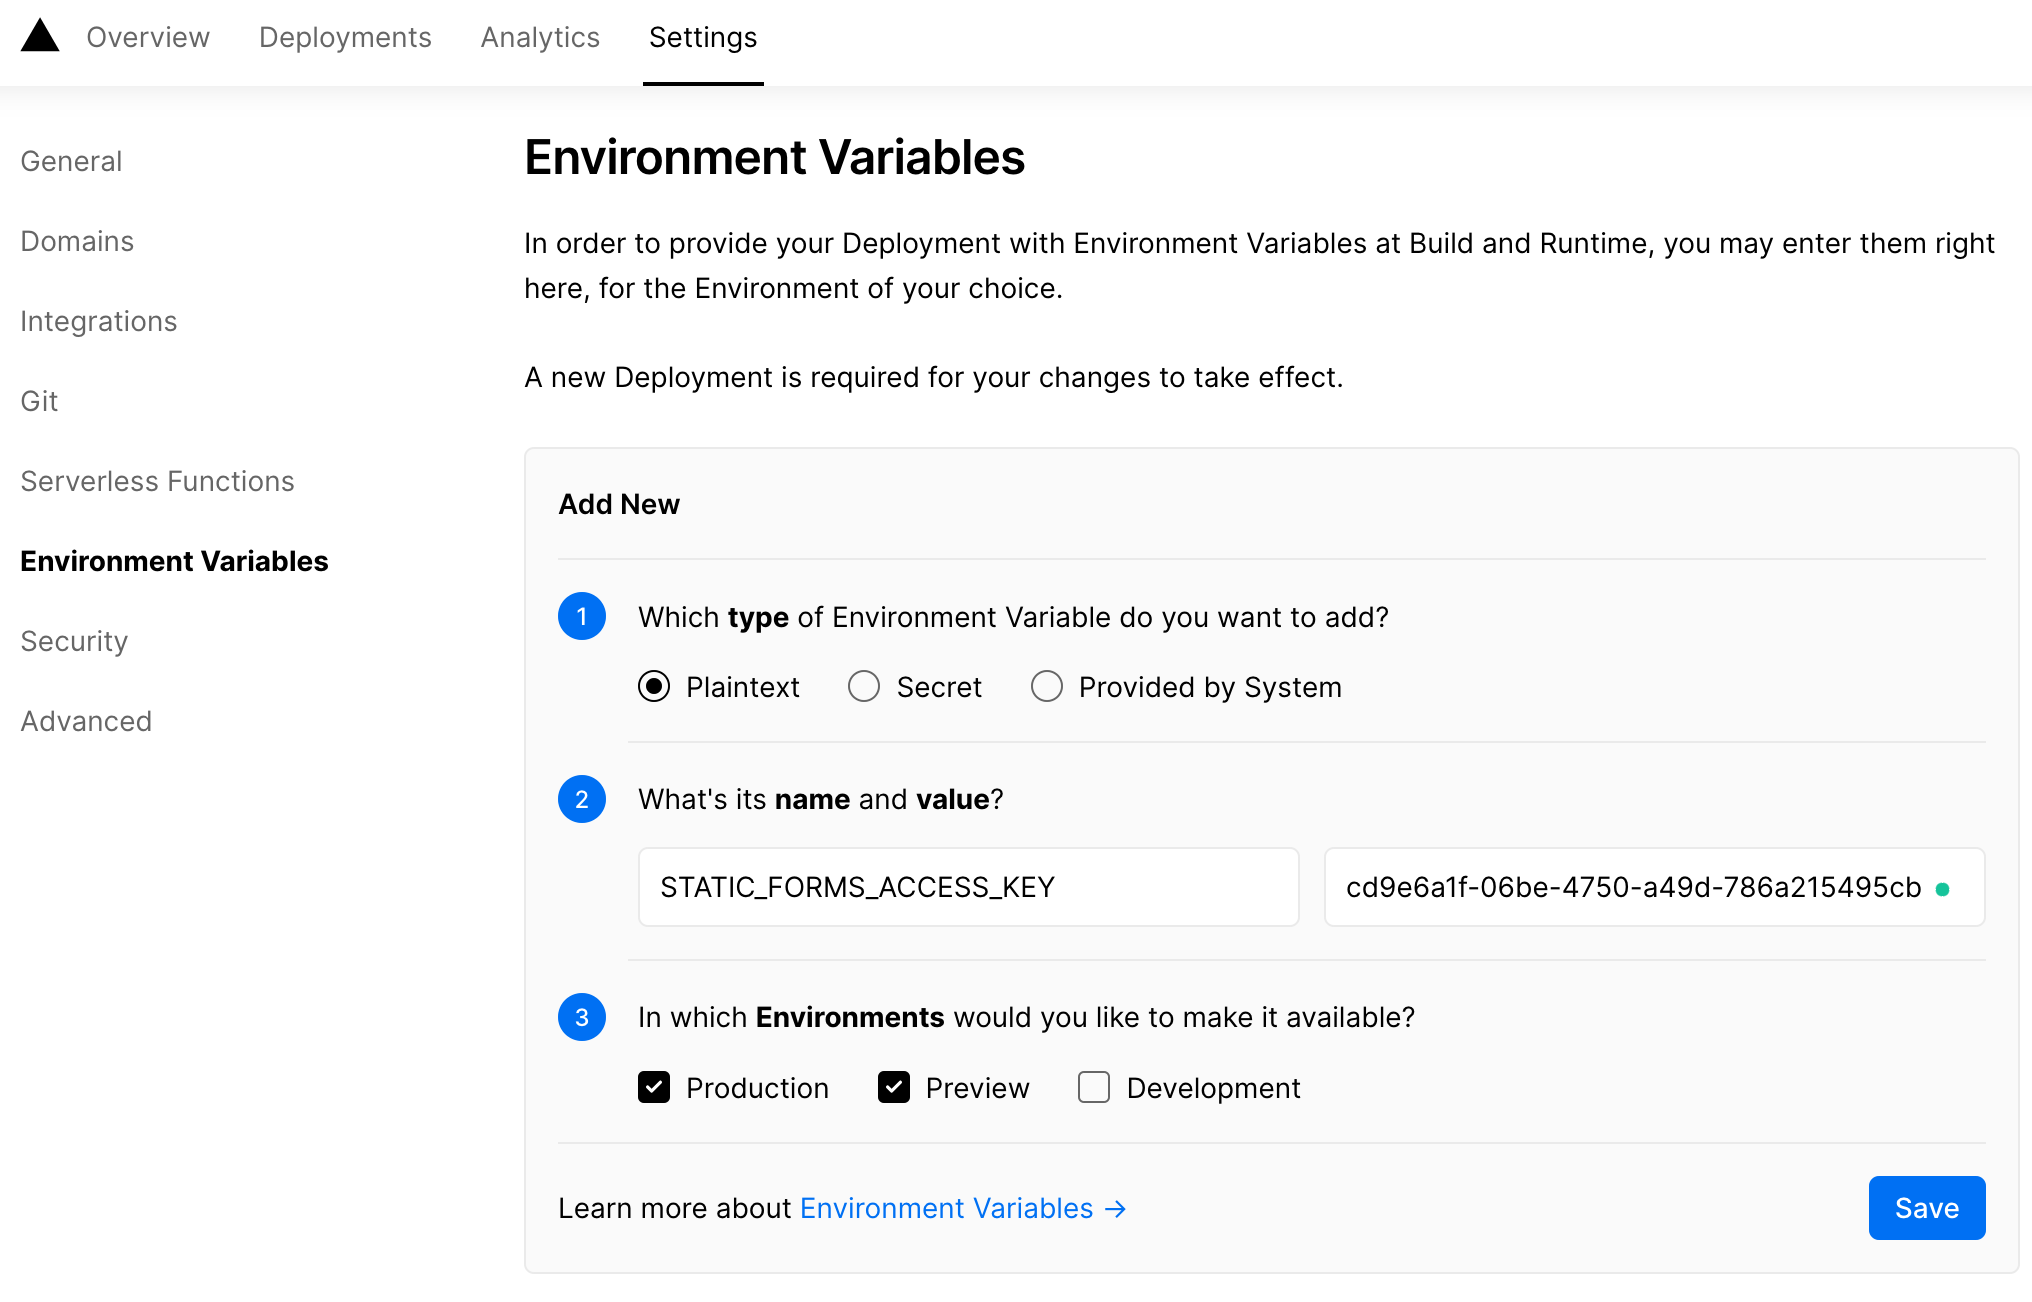 Overview Deployments Analytics Settings
General
Domains
Integrations
Git
Serverless Functions
Environment Variables
Security
Advanced
Environment Variables
In order to provide your Deployment with Environment Variables at Build and Runtime, you may enter them right
here, for the Environment of your choice.
A new Deployment is required for your changes to take effect.
Add New
1 Which type of Environment Variable do you want to add?
Plaintext Secret Provided by System
2 What's its name and value?
STATIC_FORMS_ACCESS_KEY cd9e6a1f-06be-4750-a49d-786a215495cb
3 In which Environments would you like to make it available?
Production Preview Development
Learn more about Environment Variables →
Save